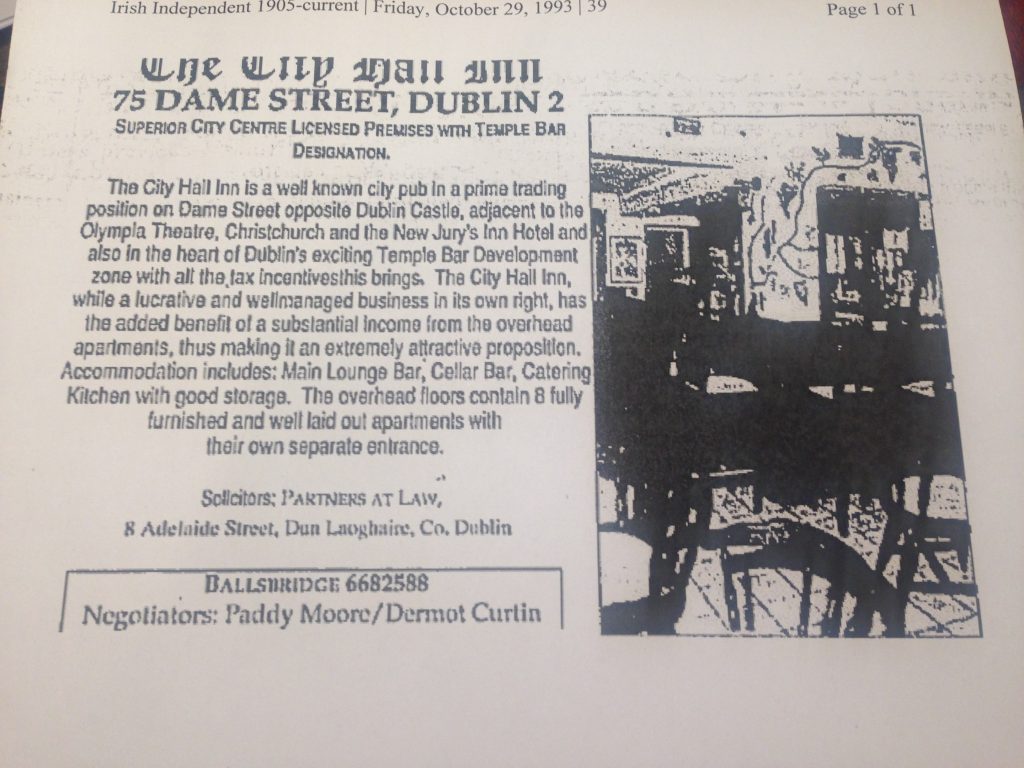 Irish Independent 1905-current | Friday, October 29, 1993 | 39
Page 1 of 1
The City Hall Inn
75 DAME STREET, DUBLIN 2
SUPERIOR CITY CENTRE LICENSED PREMISES WITH TEMPLE BAR
DESIGNATION.
The City Hall Inn is a well known city pub in a prime trading
position on Dame Street opposite Dublin Castle, adjacent to the
Olympia Theatre, Christchurch and the New Jury's Inn Hotel and
also in the heart of Dublin's exciting Temple Bar Development
zone with all the tax incentivesthis brings. The City Hall Inn,
while a lucrative and wellmanaged business in its own right, has
the added benefit of a substantial income from the overhead
apartments, thus making it an extremely attractive proposition.
Accommodation includes: Main Lounge Bar, Cellar Bar, Catering
Kitchen with good storage. The overhead floors contain 8 fully
furnished and well laid out apartments with
their own separate entrance.
Solicitors: PARTNERS AT LAW,
8 Adelaide Street, Dun Laoghaire, Co. Dublin
BALLSBRIDGE 6682588
Negotiators: Paddy Moore/Dermot Curtin